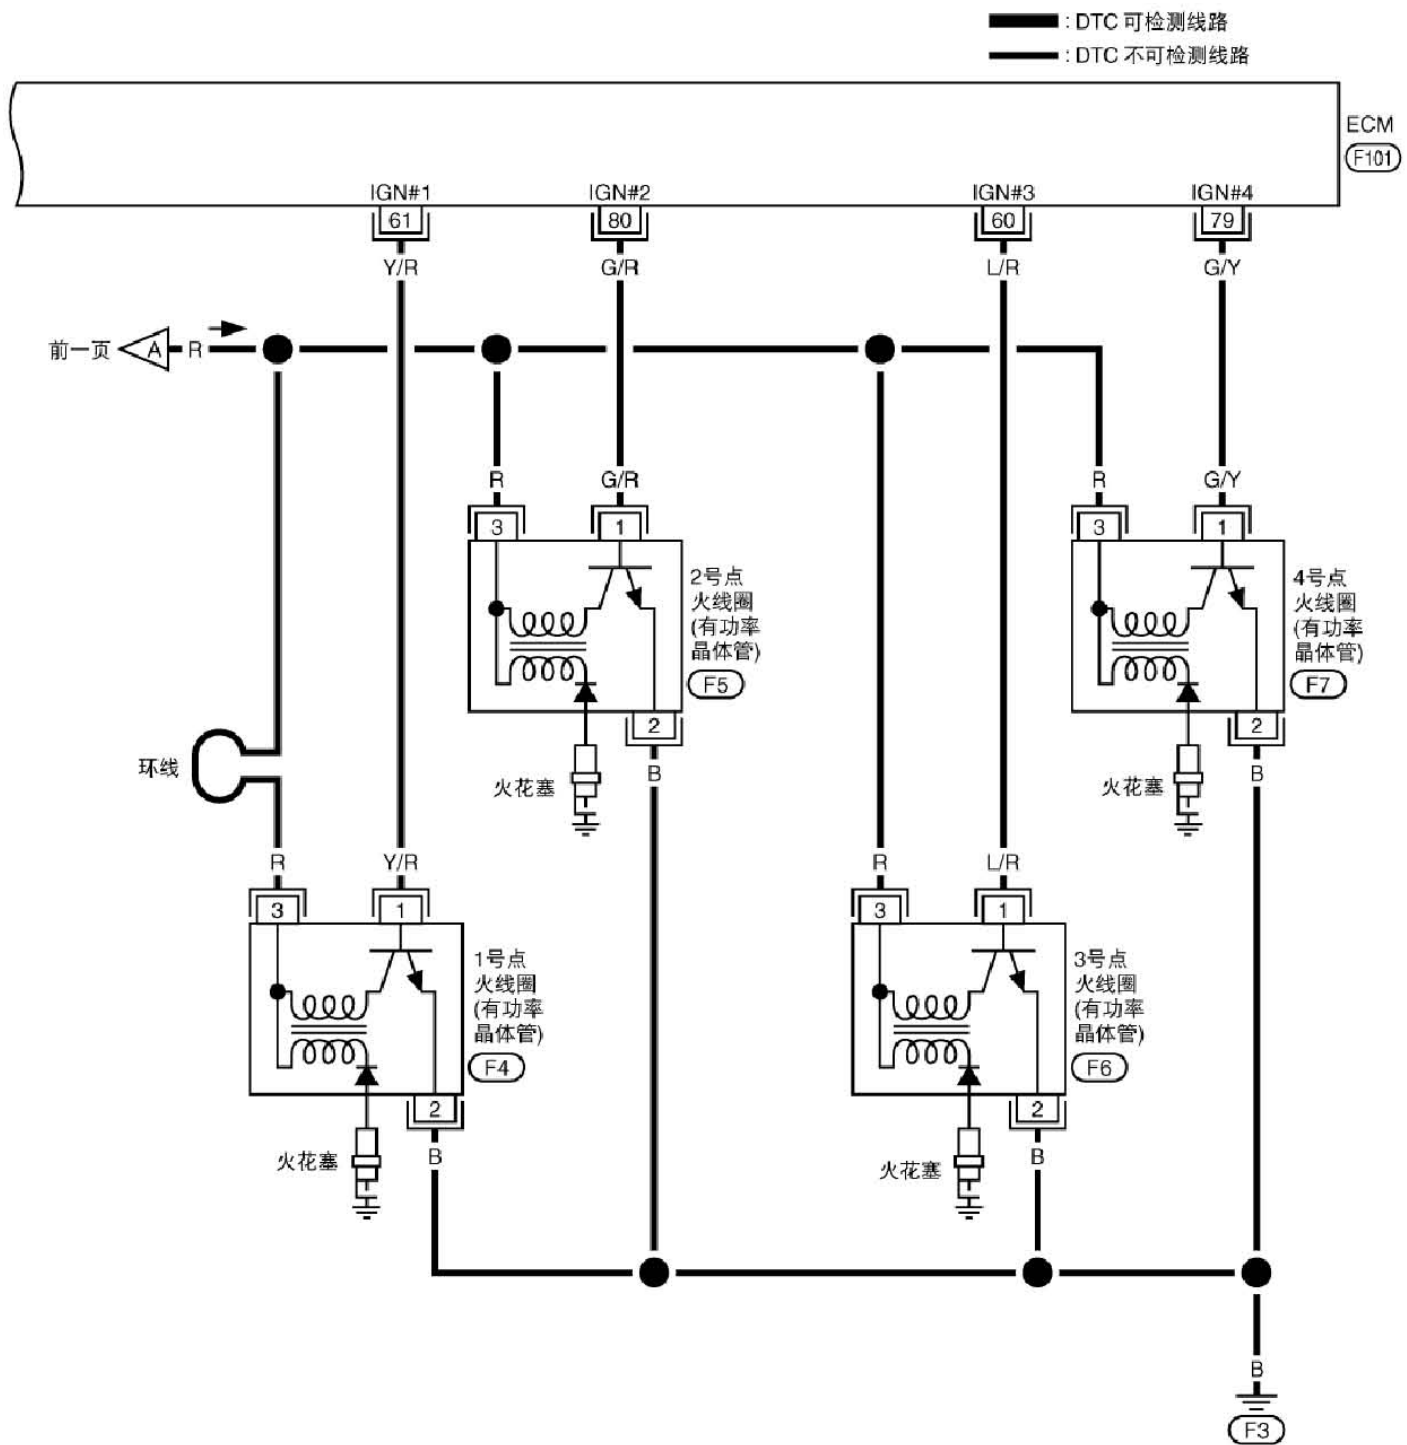 : DTC 可检测线路
: DTC 不可检测线路
ECM
F101
IGN#1
IGN#2
IGN#3
IGN#4
61
80
60
79
Y/R
G/R
L/R
G/Y
前一页
A
R
R
G/R
R
G/Y
3
1
3
1
2号点
火线圈
(有功率
晶体管)
F5
4号点
火线圈
(有功率
晶体管)
F7
2
2
环线
B
B
火花塞
火花塞
R
Y/R
R
L/R
3
1
3
1
1号点
火线圈
(有功率
晶体管)
F4
3号点
火线圈
(有功率
晶体管)
F6
2
2
火花塞
B
火花塞
B
B
F3